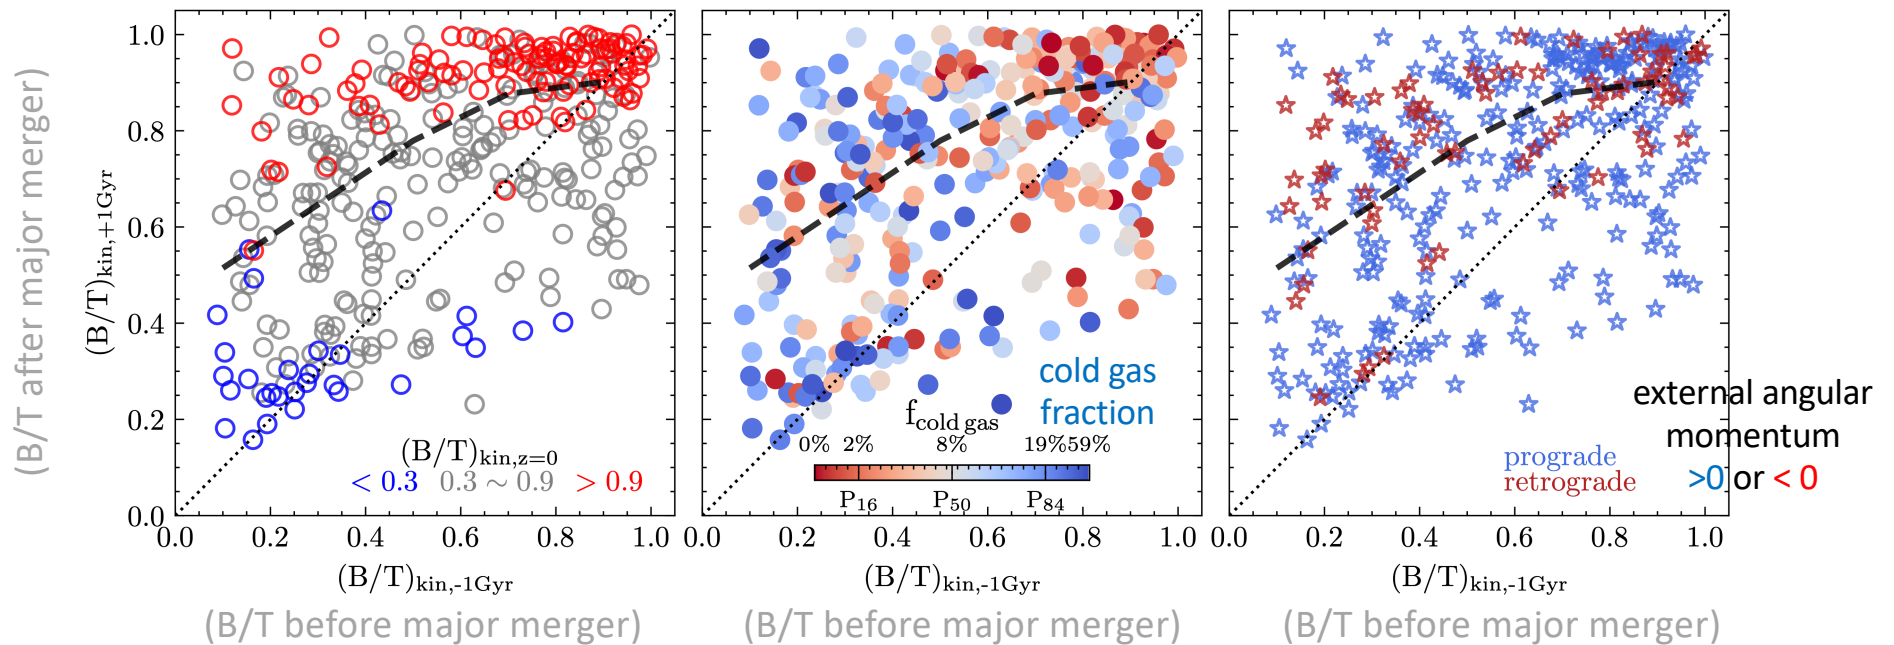 (B/T after major merger)
(B/T)kin,+1Gyr
1.0
0.8
0.6
0.4
0.2
0.0
(B/T)kin,z=0
< 0.3 0.3 ∼ 0.9 > 0.9
0.0 0.2 0.4 0.6 0.8 1.0
(B/T)kin,-1Gyr
(B/T before major merger)
cold gas
fraction
fcold gas
0% 2% 8% 19% 59%
P16 P50 P84
0.0 0.2 0.4 0.6 0.8 1.0
(B/T)kin,-1Gyr
(B/T before major merger)
external angular
momentum
>0 or < 0
prograde
retrograde
0.0 0.2 0.4 0.6 0.8 1.0
(B/T)kin,-1Gyr
(B/T before major merger)